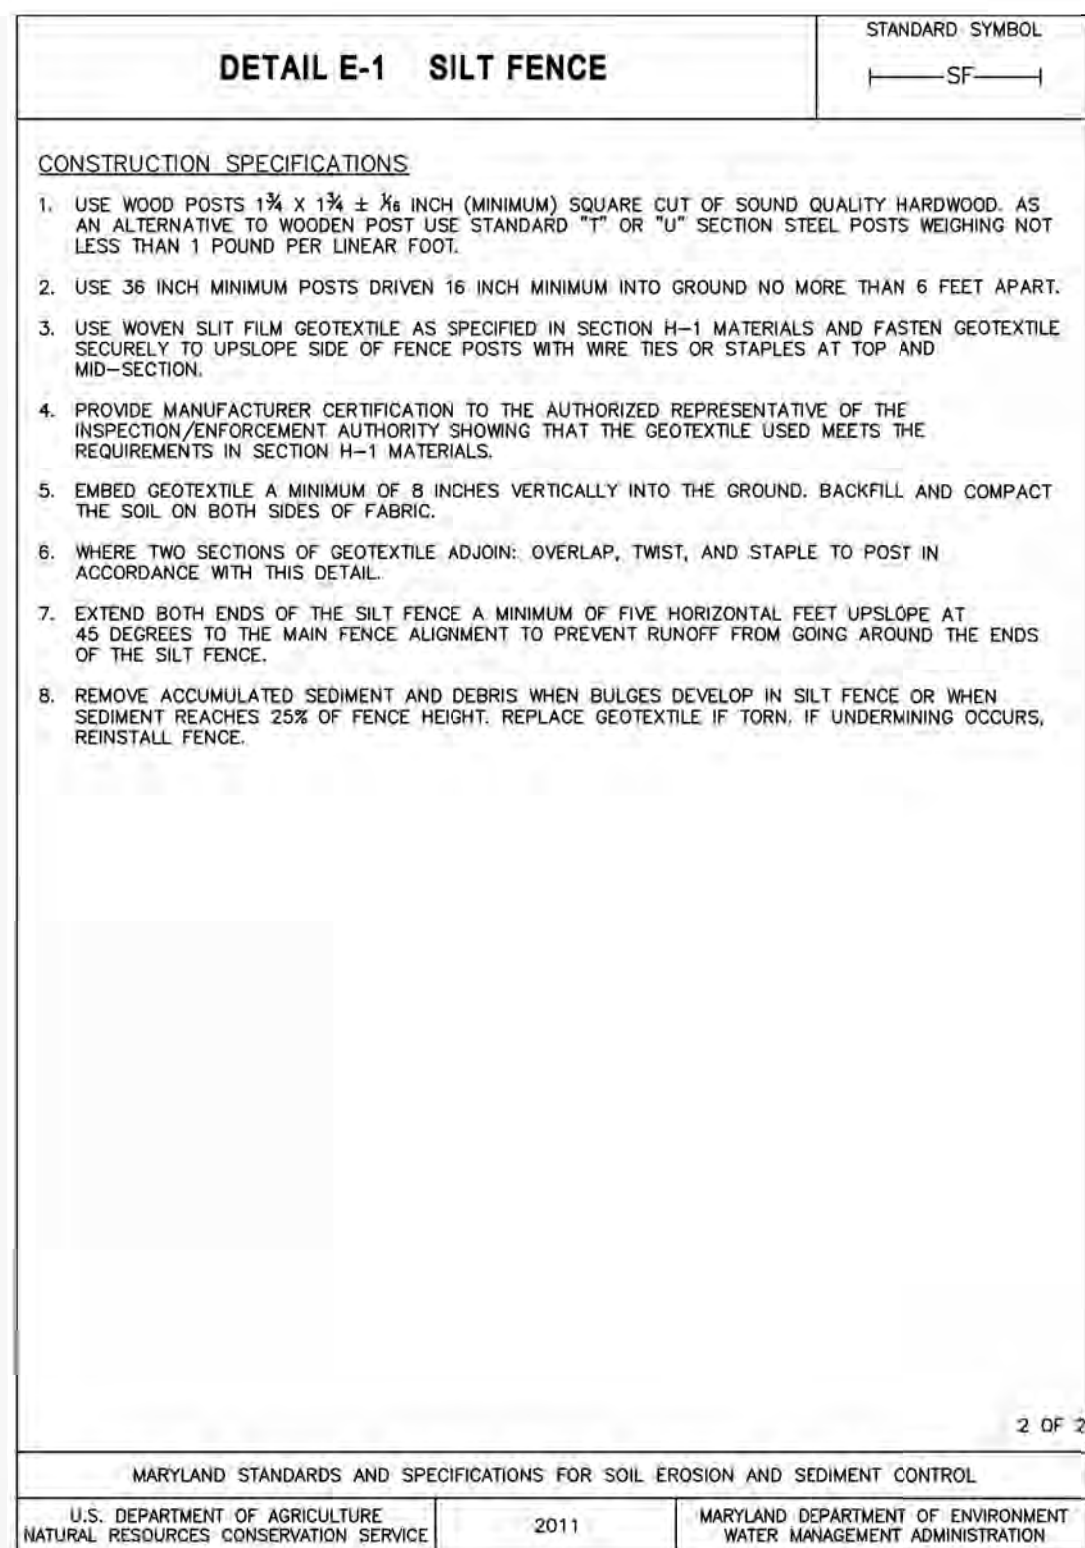 DETAIL E-1 SILT FENCE
STANDARD SYMBOL
SF
CONSTRUCTION SPECIFICATIONS
1. USE WOOD POSTS 1¾ X 1¾ ± 1/16 INCH (MINIMUM) SQUARE CUT OF SOUND QUALITY HARDWOOD. AS
AN ALTERNATIVE TO WOODEN POST USE STANDARD "T" OR "U" SECTION STEEL POSTS WEIGHING NOT
LESS THAN 1 POUND PER LINEAR FOOT.
2. USE 36 INCH MINIMUM POSTS DRIVEN 16 INCH MINIMUM INTO GROUND NO MORE THAN 6 FEET APART.
3. USE WOVEN SLIT FILM GEOTEXTILE AS SPECIFIED IN SECTION H-1 MATERIALS AND FASTEN GEOTEXTILE
SECURELY TO UPSLOPE SIDE OF FENCE POSTS WITH WIRE TIES OR STAPLES AT TOP AND
MID-SECTION.
4. PROVIDE MANUFACTURER CERTIFICATION TO THE AUTHORIZED REPRESENTATIVE OF THE
INSPECTION/ENFORCEMENT AUTHORITY SHOWING THAT THE GEOTEXTILE USED MEETS THE
REQUIREMENTS IN SECTION H-1 MATERIALS.
5. EMBED GEOTEXTILE A MINIMUM OF 8 INCHES VERTICALLY INTO THE GROUND. BACKFILL AND COMPACT
THE SOIL ON BOTH SIDES OF FABRIC.
6. WHERE TWO SECTIONS OF GEOTEXTILE ADJOIN: OVERLAP, TWIST, AND STAPLE TO POST IN
ACCORDANCE WITH THIS DETAIL.
7. EXTEND BOTH ENDS OF THE SILT FENCE A MINIMUM OF FIVE HORIZONTAL FEET UPSLOPE AT
45 DEGREES TO THE MAIN FENCE ALIGNMENT TO PREVENT RUNOFF FROM GOING AROUND THE ENDS
OF THE SILT FENCE.
8. REMOVE ACCUMULATED SEDIMENT AND DEBRIS WHEN BULGES DEVELOP IN SILT FENCE OR WHEN
SEDIMENT REACHES 25% OF FENCE HEIGHT. REPLACE GEOTEXTILE IF TORN. IF UNDERMINING OCCURS,
REINSTALL FENCE.
2 OF 2
MARYLAND STANDARDS AND SPECIFICATIONS FOR SOIL EROSION AND SEDIMENT CONTROL
U.S. DEPARTMENT OF AGRICULTURE
NATURAL RESOURCES CONSERVATION SERVICE
2011
MARYLAND DEPARTMENT OF ENVIRONMENT
WATER MANAGEMENT ADMINISTRATION